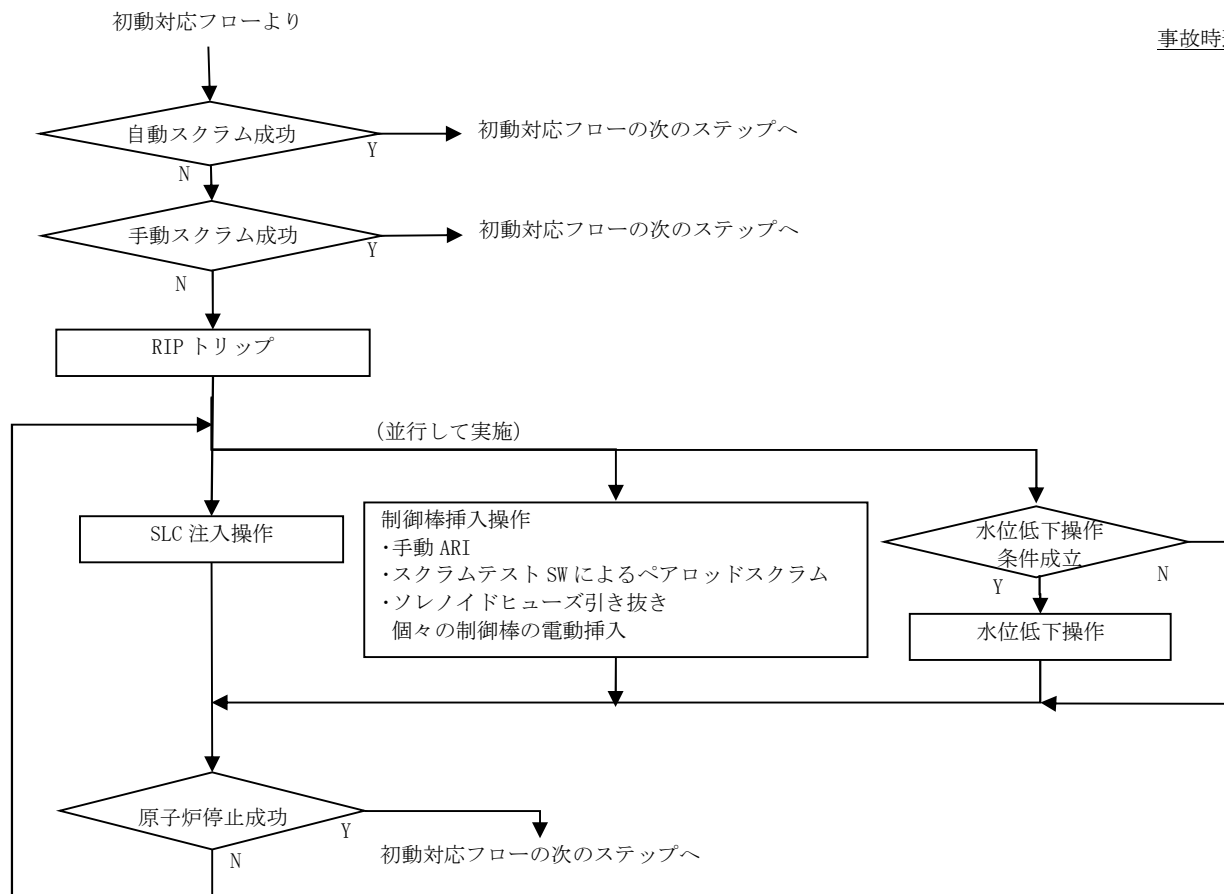 初動対応フローより
事故時
自動スクラム成功
Y
初動対応フローの次のステップへ
N
手動スクラム成功
Y
初動対応フローの次のステップへ
N
RIP トリップ
(並行して実施)
SLC 注入操作
制御棒挿入操作
・手動 ARI
・スクラムテスト SW によるペアロッドスクラム
・ソレノイドヒューズ引き抜き
個々の制御棒の電動挿入
水位低下操作
条件成立
Y
N
水位低下操作
原子炉停止成功
Y
初動対応フローの次のステップへ
N